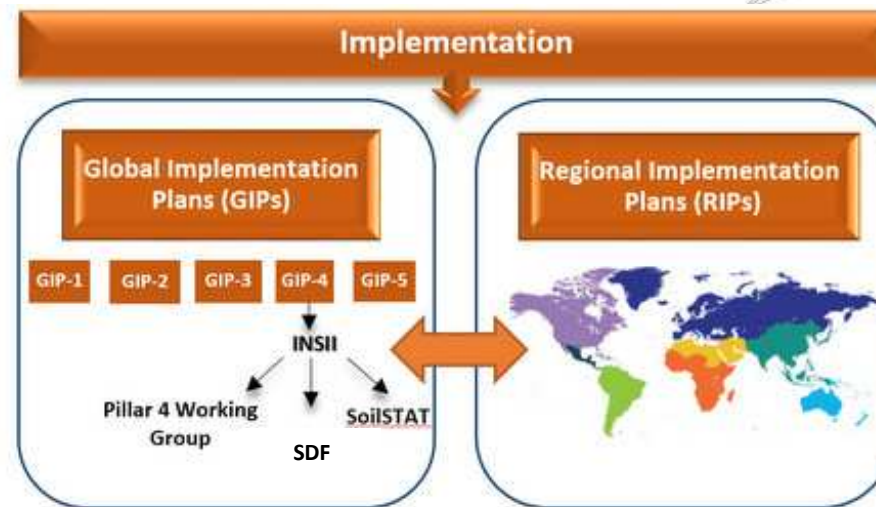 Implementation
Global Implementation
Plans (GIPs)
Regional Implementation
Plans (RIPs)
GIP-1
GIP-2
GIP-3
GIP-4
GIP-5
INSII
Pillar 4 Working
Group
SDF
SoilSTAT